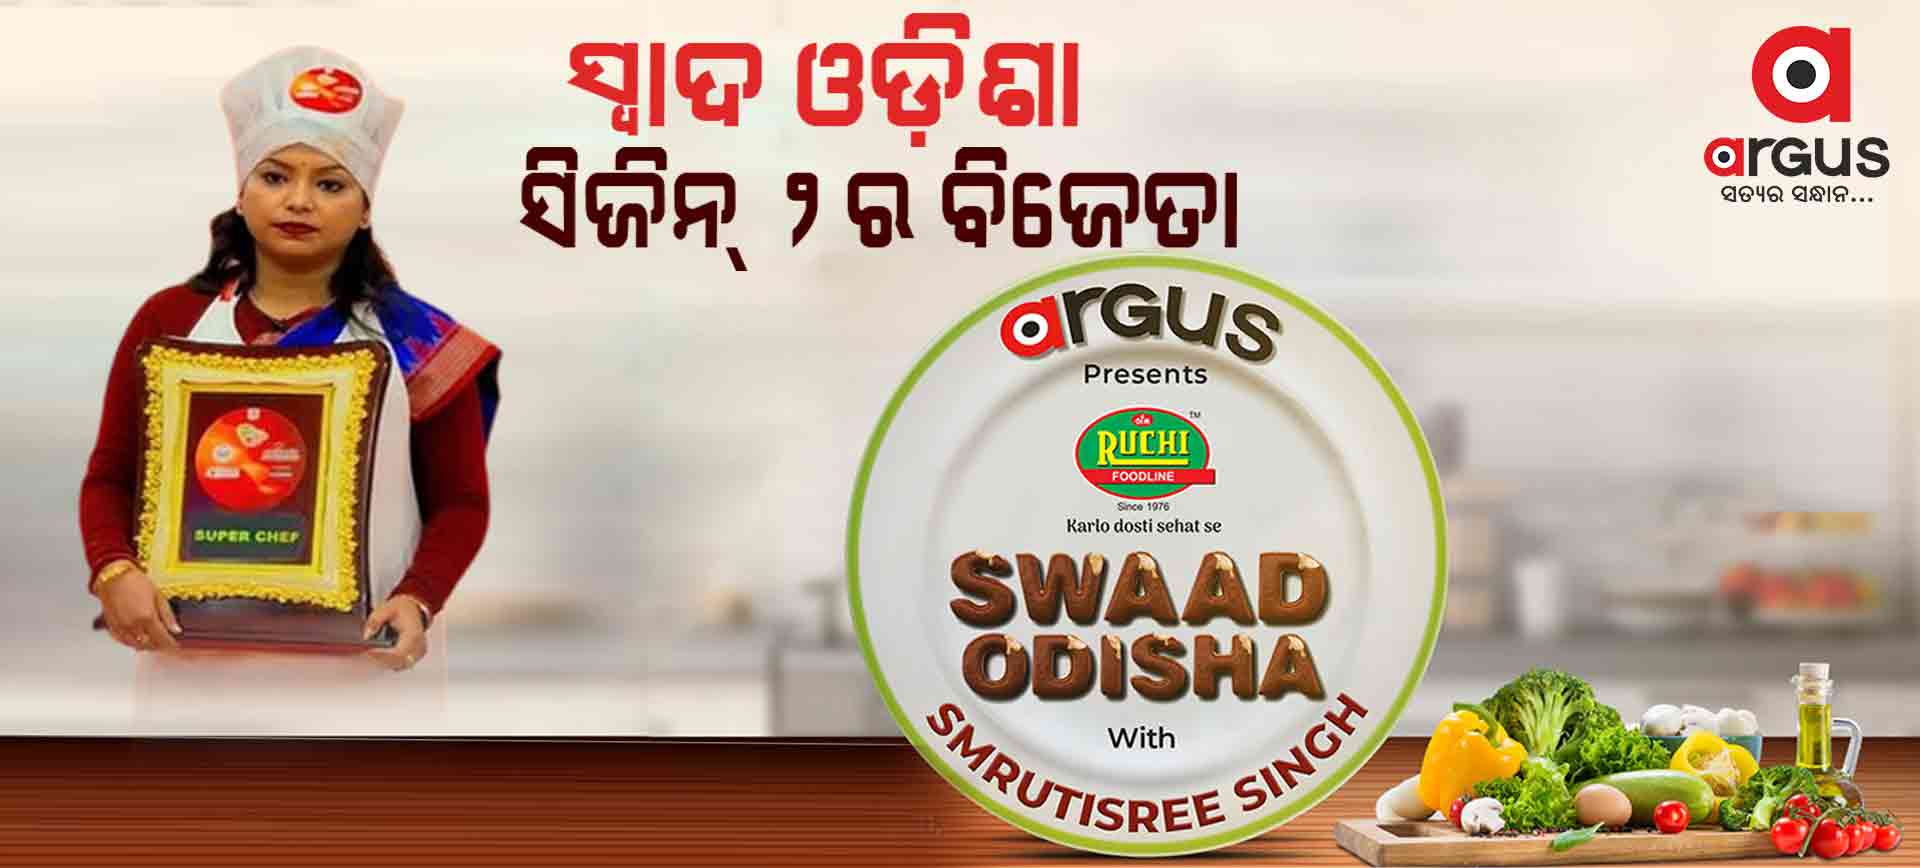 ସ୍ୱାଦ ଓଡ଼ିଶା
ସିଜିନ୍ ୨ ର ବିଜେତା
argus
ସତ୍ୟର ସନ୍ଧାନ...
argus
Presents
RUCHI
TM
FOODLINE
Since 1976
Karlo dosti sehat se
SWAAD
ODISHA
With
SMRUTISREE SINGH
SUPER CHEF